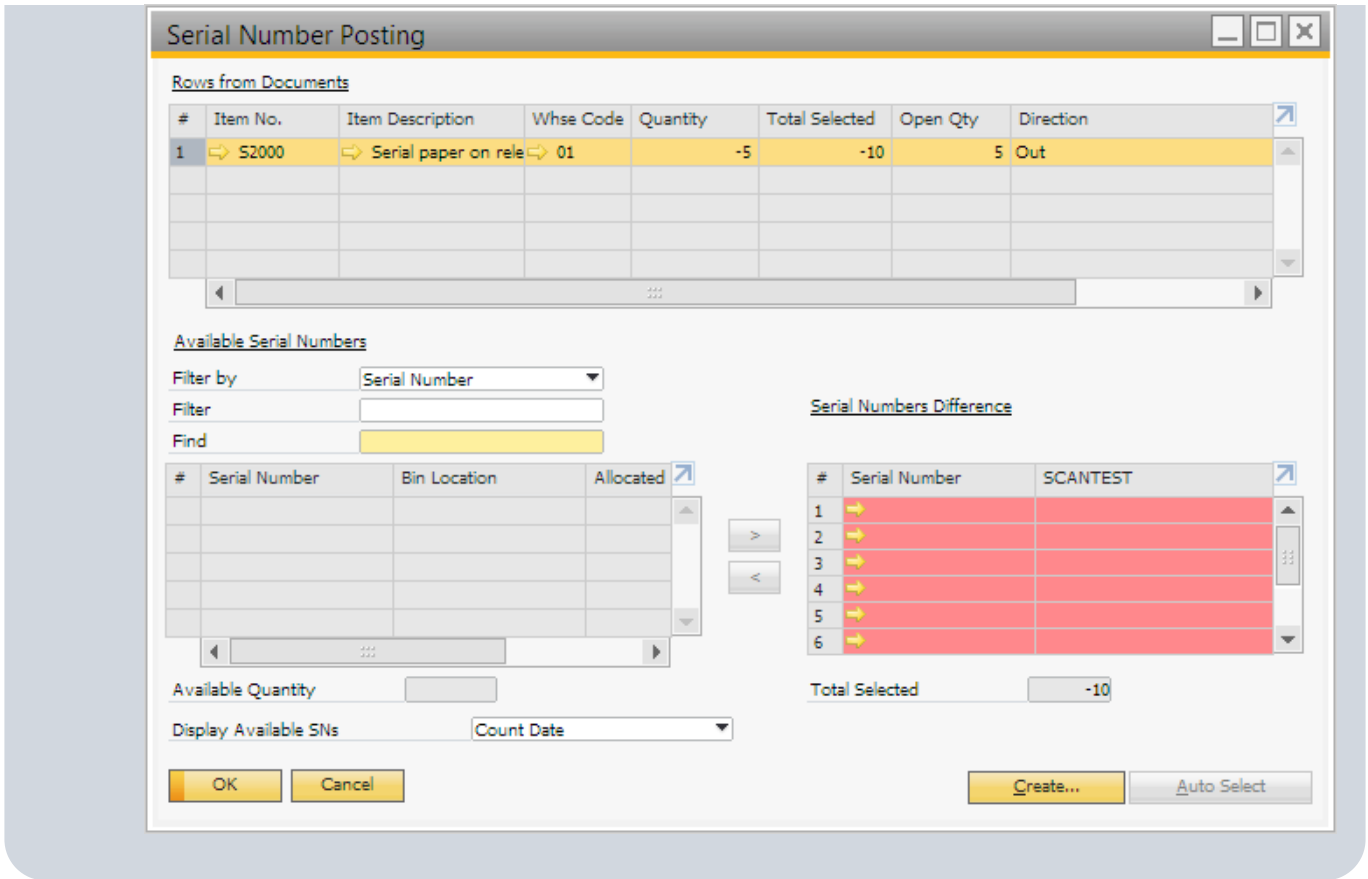 Serial Number Posting
Rows from Documents
# Item No. Item Description Whse Code Quantity Total Selected Open Qty Direction
1 S2000 Serial paper on rele 01 -5 -10 5 Out
Available Serial Numbers
Filter by Serial Number
Filter
Find
Serial Numbers Difference
# Serial Number Bin Location Allocated
# Serial Number SCANTEST
1
2
3
4
5
6
>
<
Available Quantity
Total Selected -10
Display Available SNs Count Date
OK Cancel Create... Auto Select